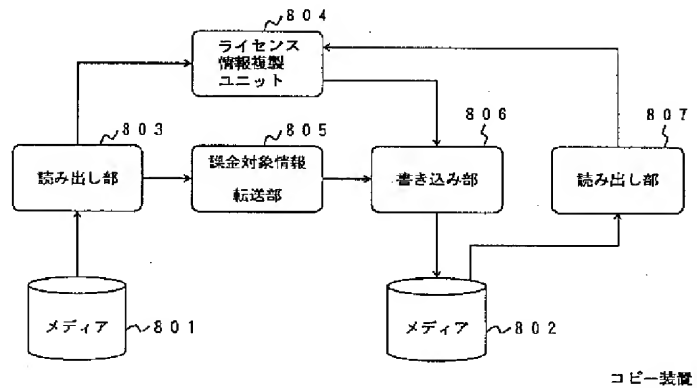 804
ライセンス
情報複製
ユニット
803
805
806
807
読み出し部
課金対象情報
転送部
書き込み部
読み出し部
メディア
801
メディア
802
コピー装置